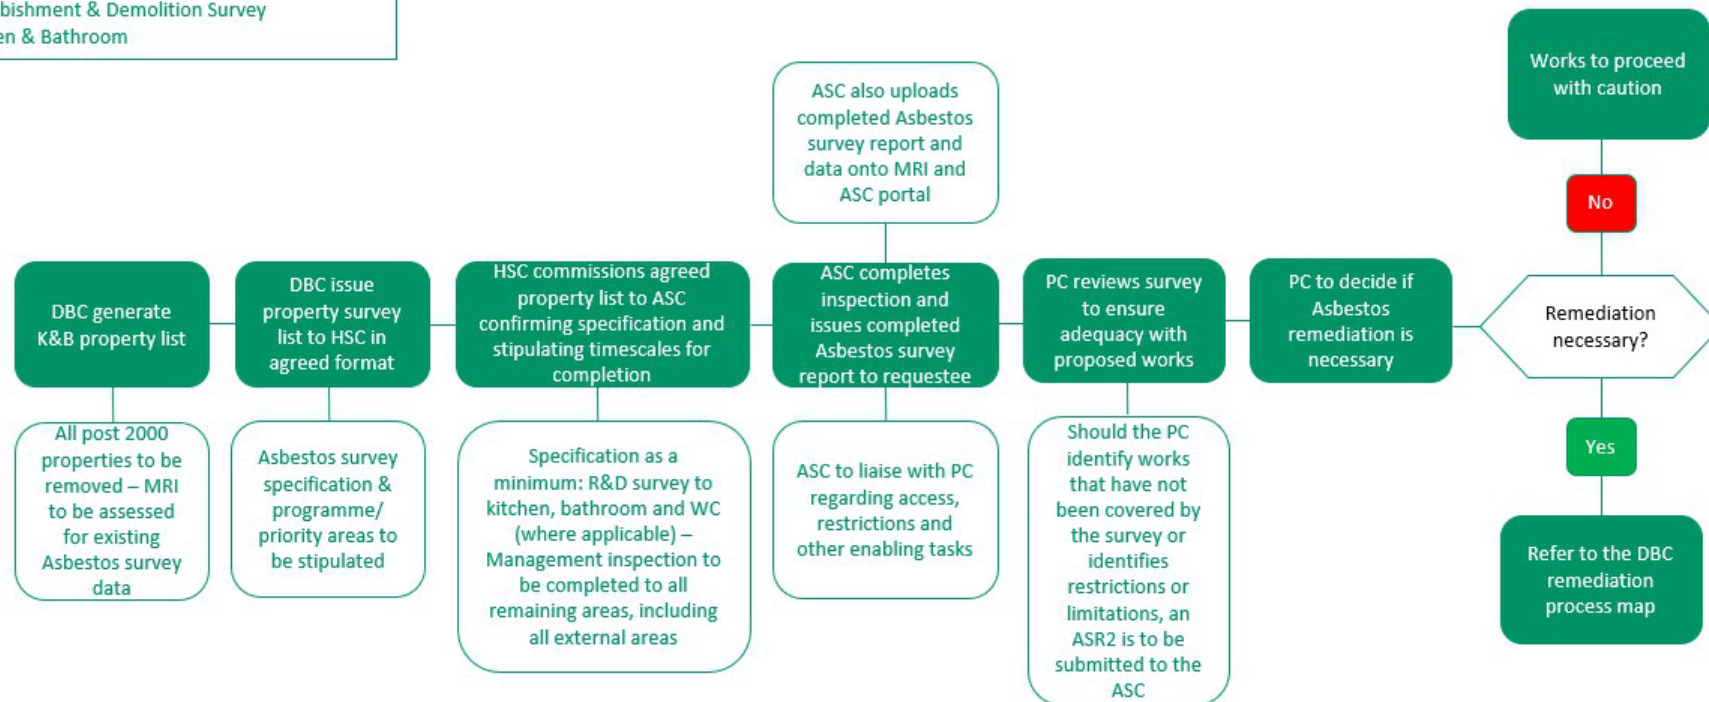 bishment & Demolition Survey
en & Bathroom
Works to proceed
with caution
ASC also uploads
completed Asbestos
survey report and
data onto MRI and
ASC portal
No
DBC generate
K&B property list
DBC issue
property survey
list to HSC in
agreed format
HSC commissions agreed
property list to ASC
confirming specification and
stipulating timescales for
completion
ASC completes
inspection and
issues completed
Asbestos survey
report to requestee
PC reviews survey
to ensure
adequacy with
proposed works
PC to decide if
Asbestos
remediation is
necessary
Remediation
necessary?
All post 2000
properties to be
removed – MRI
to be assessed
for existing
Asbestos survey
data
Asbestos survey
specification &
programme/
priority areas to
be stipulated
Specification as a
minimum: R&D survey to
kitchen, bathroom and WC
(where applicable) –
Management inspection to
be completed to all
remaining areas, including
all external areas
ASC to liaise with PC
regarding access,
restrictions and
other enabling tasks
Should the PC
identify works
that have not
been covered by
the survey or
identifies
restrictions or
limitations, an
ASR2 is to be
submitted to the
ASC
Yes
Refer to the DBC
remediation
process map